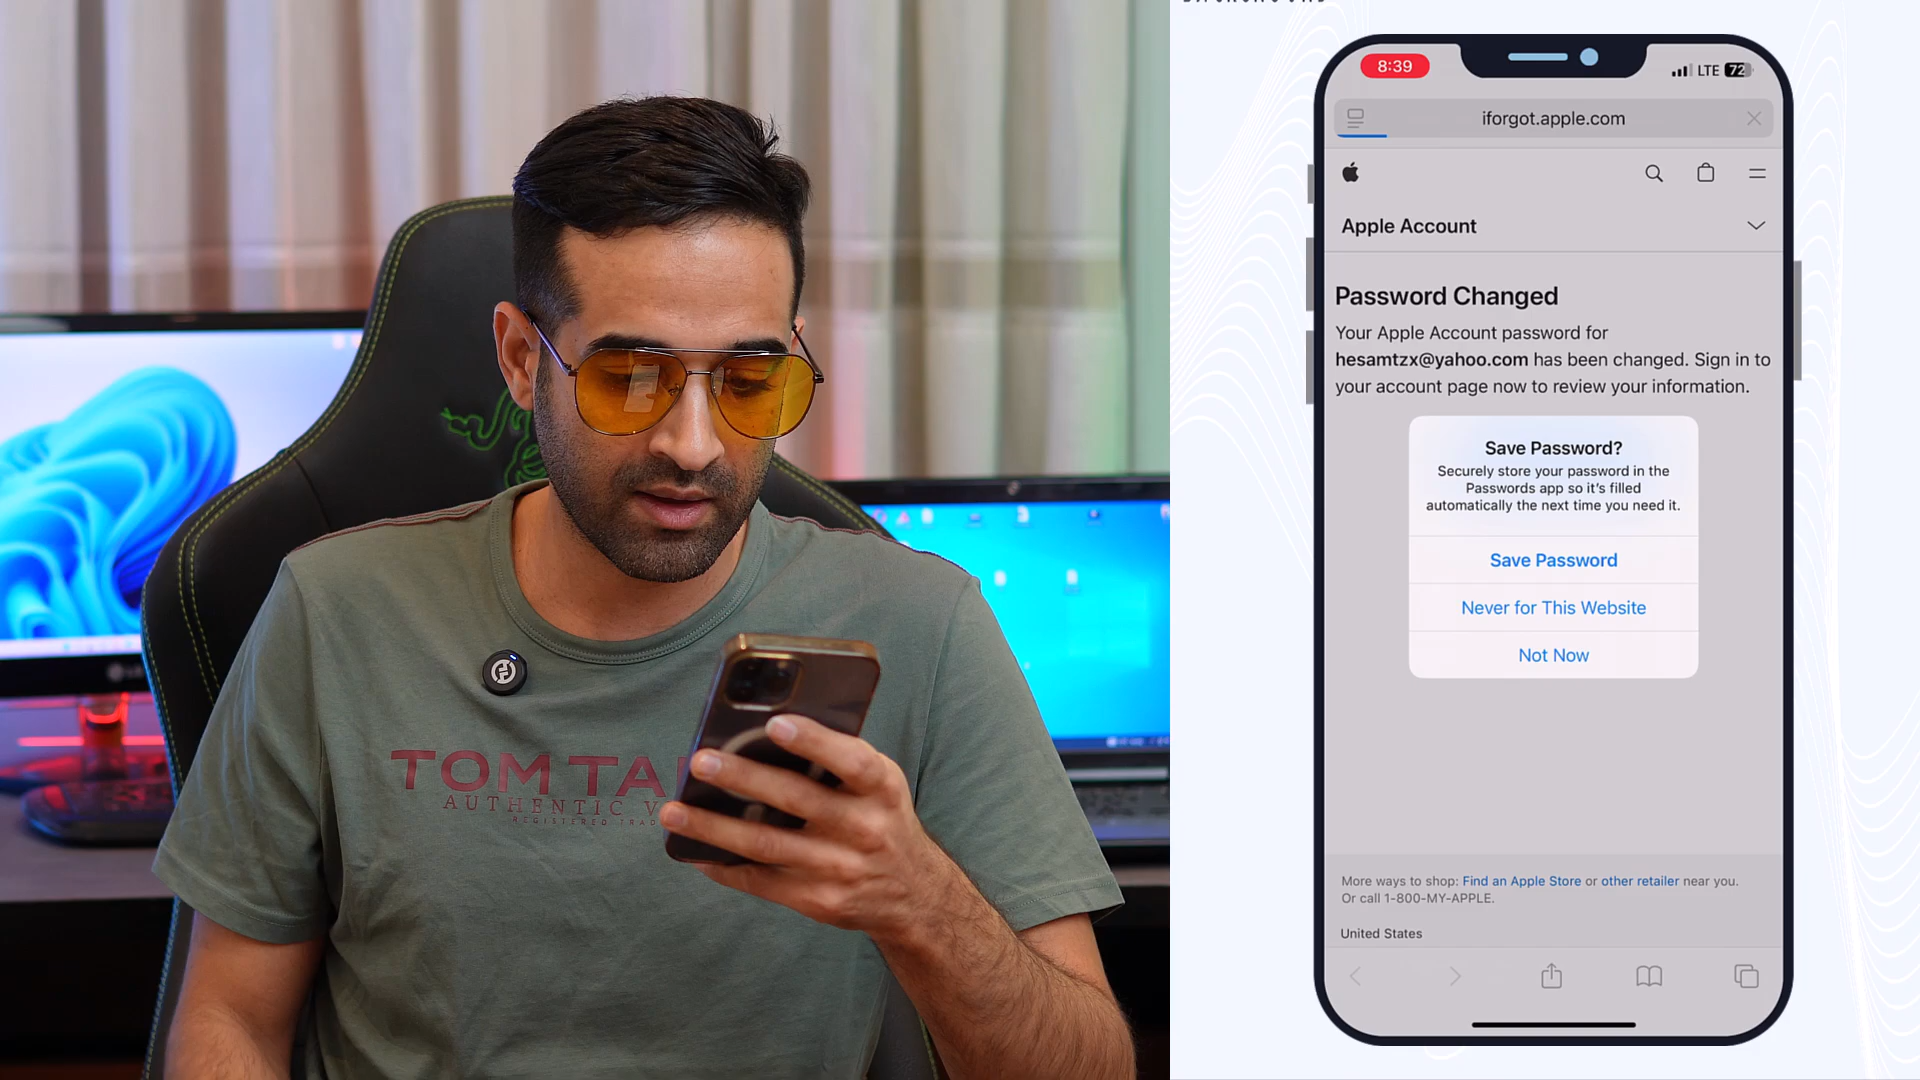 TOM TA
AUTHENTIC V
REGISTERED TRAD
8:39
LTE 72
iforgot.apple.com
Apple Account
Password Changed
Your Apple Account password for
hesamtzx@yahoo.com has been changed. Sign in to
your account page now to review your information.
Save Password?
Securely store your password in the
Passwords app so it's filled
automatically the next time you need it.
Save Password
Never for This Website
Not Now
More ways to shop: Find an Apple Store or other retailer near you.
Or call 1-800-MY-APPLE.
United States